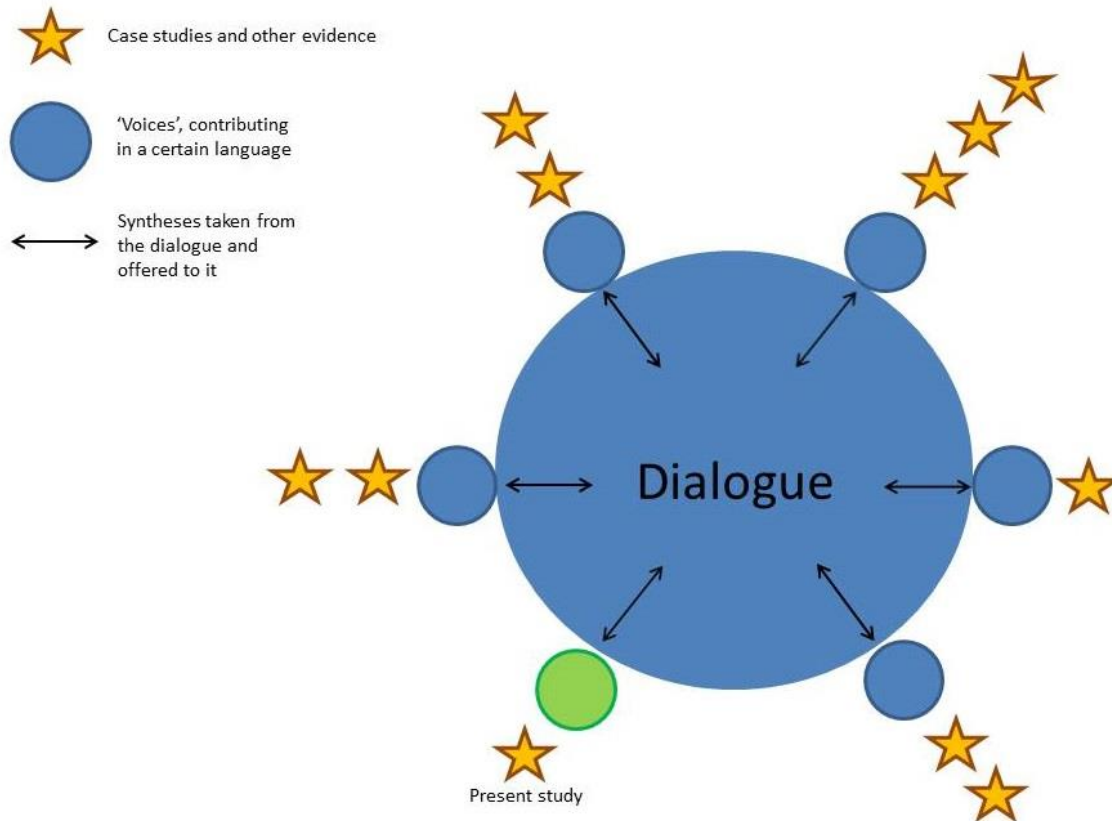 Case studies and other evidence
‘Voices’, contributing
in a certain language
Syntheses taken from
the dialogue and
offered to it
Dialogue
Present study